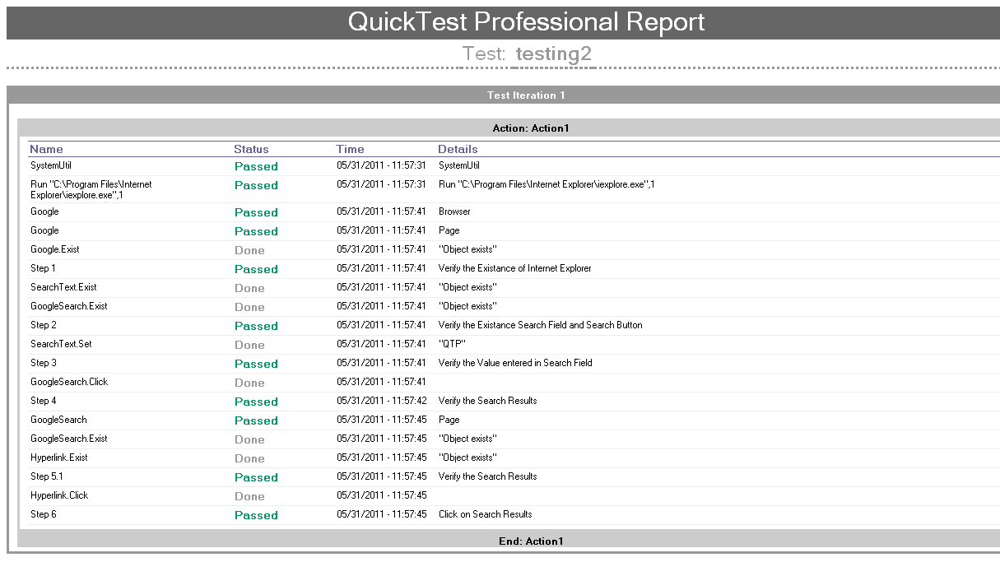 QuickTest Professional Report
Test: testing2
Test Iteration 1
Action: Action1
Name Status Time Details
SystemUtil Passed 05/31/2011 - 11:57:31 SystemUtil
Run "C:\Program Files\Internet Passed 05/31/2011 - 11:57:31 Run "C:\Program Files\Internet Explorer\iexplore.exe",1
Explorer\iexplore.exe",1
Google Passed 05/31/2011 - 11:57:41 Browser
Google Passed 05/31/2011 - 11:57:41 Page
Google.Exist Done 05/31/2011 - 11:57:41 "Object exists"
Step 1 Passed 05/31/2011 - 11:57:41 Verify the Existance of Internet Explorer
SearchText.Exist Done 05/31/2011 - 11:57:41 "Object exists"
GoogleSearch.Exist Done 05/31/2011 - 11:57:41 "Object exists"
Step 2 Passed 05/31/2011 - 11:57:41 Verify the Existance Search Field and Search Button
SearchText.Set Done 05/31/2011 - 11:57:41 "QTP"
Step 3 Passed 05/31/2011 - 11:57:41 Verify the Value entered in Search Field
GoogleSearch.Click Done 05/31/2011 - 11:57:41
Step 4 Passed 05/31/2011 - 11:57:42 Verify the Search Results
GoogleSearch Passed 05/31/2011 - 11:57:45 Page
GoogleSearch.Exist Done 05/31/2011 - 11:57:45 "Object exists"
Hyperlink.Exist Done 05/31/2011 - 11:57:45 "Object exists"
Step 5.1 Passed 05/31/2011 - 11:57:45 Verify the Search Results
Hyperlink.Click Done 05/31/2011 - 11:57:45
Step 6 Passed 05/31/2011 - 11:57:45 Click on Search Results
End: Action1